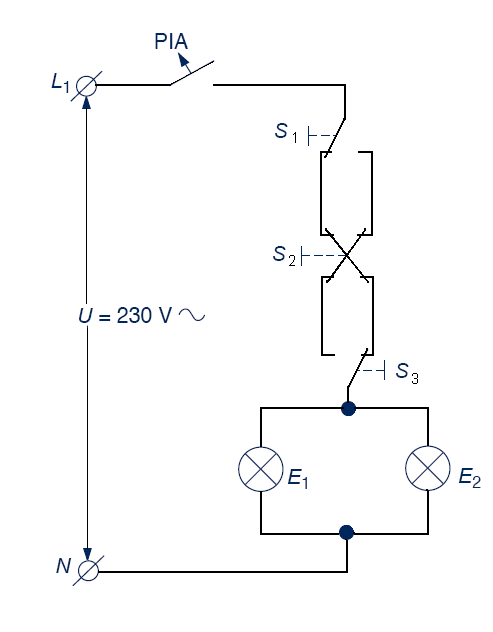 PIA
L1
S1
S2
U = 230 V
S3
E1
E2
N